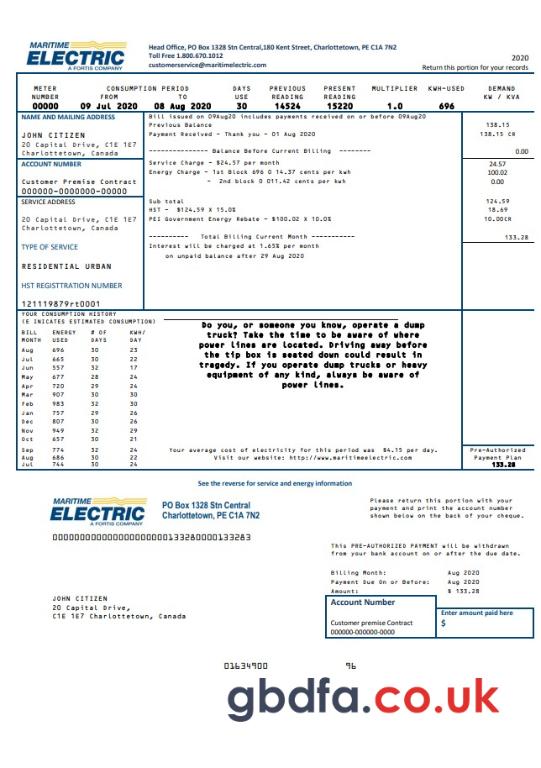 MARITIME
ELECTRIC
A FORTIS COMPANY
Head Office, PO Box 1328 Stn Central,180 Kent Street, Charlottetown, PE C1A 7N2
Toll Free 1.800.670.1012
customerservice@maritimeelectric.com
2020
Return this portion for your records
METER NUMBER CONSUMPTION PERIOD FROM TO DAYS USE PREVIOUS READING PRESENT READING MULTIPLIER KWH-USED DEMAND KW / KVA
00000 09 Jul 2020 08 Aug 2020 30 14524 15220 1.0 696
NAME AND MAILING ADDRESS
JOHN CITIZEN
20 Capital Drive, C1E 1E7
Charlottetown, Canada
ACCOUNT NUMBER
Customer Premise Contract
000000-0000000-00000
SERVICE ADDRESS
20 Capital Drive, C1E 1E7
Charlottetown, Canada
TYPE OF SERVICE
RESIDENTIAL URBAN
HST REGISTTRATION NUMBER
121119879rt0001
Bill issued on 09Aug20 includes payments received on or before 09Aug20
Previous Balance 138.15
Payment Received - Thank you - 01 Aug 2020 138.15 CR
--------------- Balance Before Current Billing -------- 0.00
Service Charge - $24.57 per month 24.57
Energy Charge - 1st Block 696 @ 14.37 cents per kwh 100.02
- 2nd block 0 @11.42 cents per kwd 0.00
Sub total 124.59
HST - $124.59 X 15.0% 18.69
PEI Government Energy Rebate - $100.02 X 10.0% 10.00CR
---------- Total Billing Current Month ------------ 133.28
Interest will be charged at 1.65% per month
on unpaid balance after 29 Aug 2020
YOUR CONSUMPTION HISTORY
(E INICATES ESTIMATED CONSUMPTION)
BILL MONTH ENERGY USED # OF DAYS KWH/ DAY
Aug 696 30 23
Jul 665 30 22
Jun 557 32 17
May 677 28 24
Apr 720 29 24
Mar 907 30 30
Feb 983 32 30
Jan 757 29 26
Dec 807 30 26
Nov 949 32 29
Oct 657 30 21
Sep 774 32 24
Aug 686 30 22
Jul 744 30 24
Do you, or someone you know, operate a dump
truck? Take the time to be aware of where
power lines are located. Driving away before
the tip box is seated down could result in
tragedy. If you operate dump trucks or heavy
equipment of any kind, always be aware of
power lines.
Your average cost of electricity for this period was $4.15 per day.
Visit our website: http://www.maritimeelectric.com
Pre-Authorized
Payment Plan
133.28
See the reverse for service and energy information
MARITIME
ELECTRIC
A FORTIS COMPANY
PO Box 1328 Stn Central
Charlottetown, PE C1A 7N2
Please return this portion with your
payment and print the account number
shown below on the back of your cheque.
This PRE-AUTHORIZED PAYMENT will be withdrawn
from your bank account on or after the due date.
Billing Month: Aug 2020
Payment Due On or Before: Aug 2020
Amount: $ 133.28
JOHN CITIZEN
20 Capital Drive,
C1E 1E7 Charlottetown, Canada
Account Number
Customer premise Contract
000000-000000-0000
Enter amount paid here
$
01634900 96
gbdfa.co.uk